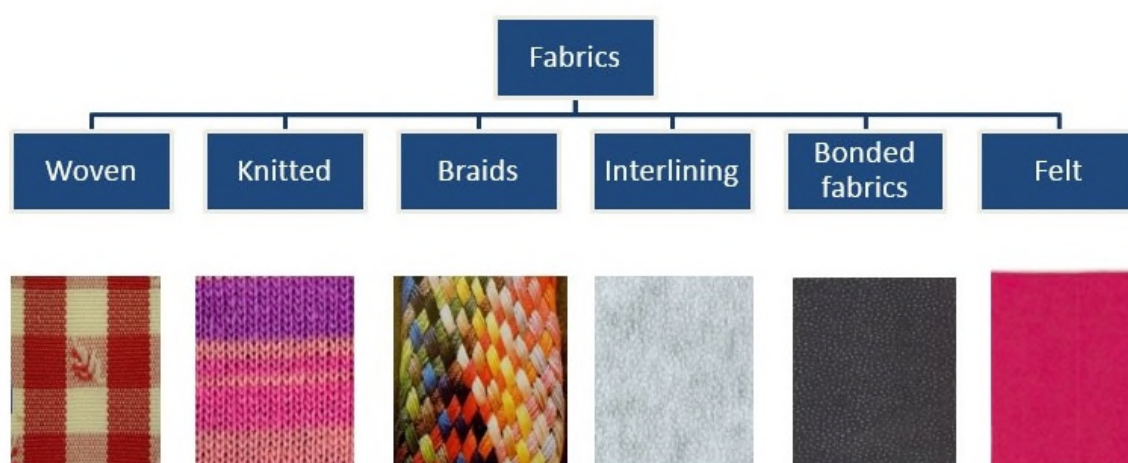 Fabrics
Woven
Knitted
Braids
Interlining
Bonded
fabrics
Felt